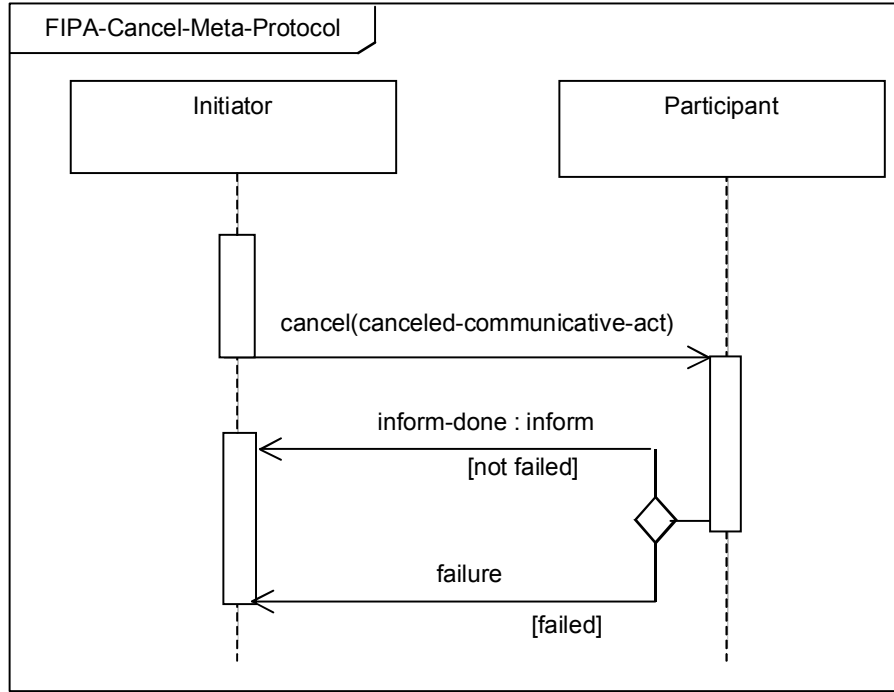 FIPA-Cancel-Meta-Protocol
Initiator
Participant
cancel(canceled-communicative-act)
inform-done : inform
[not failed]
failure
[failed]